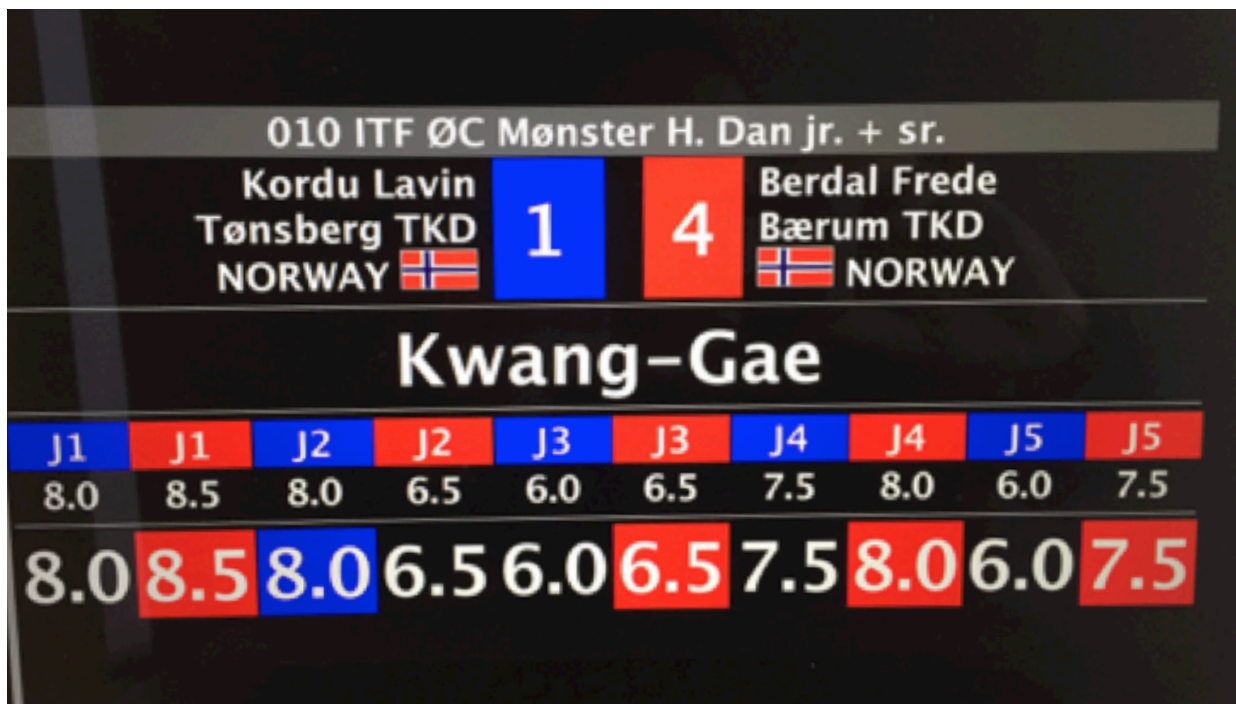 010 ITF ØC Mønster H. Dan jr. + sr.
Kordu Lavin
Tønsberg TKD
NORWAY
1
4
Berdal Frede
Bærum TKD
NORWAY
Kwang-Gae
J1 J1 J2 J2 J3 J3 J4 J4 J5 J5
8.0 8.5 8.0 6.5 6.0 6.5 7.5 8.0 6.0 7.5
8.0 8.5 8.0 6.5 6.0 6.5 7.5 8.0 6.0 7.5